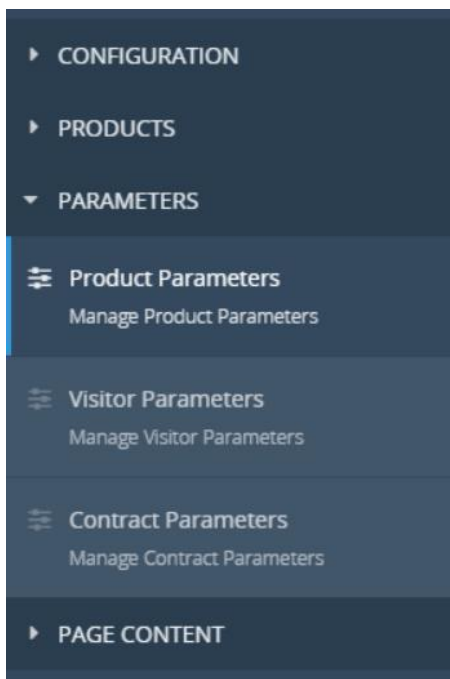 CONFIGURATION
PRODUCTS
PARAMETERS
Product Parameters
Manage Product Parameters
Visitor Parameters
Manage Visitor Parameters
Contract Parameters
Manage Contract Parameters
PAGE CONTENT